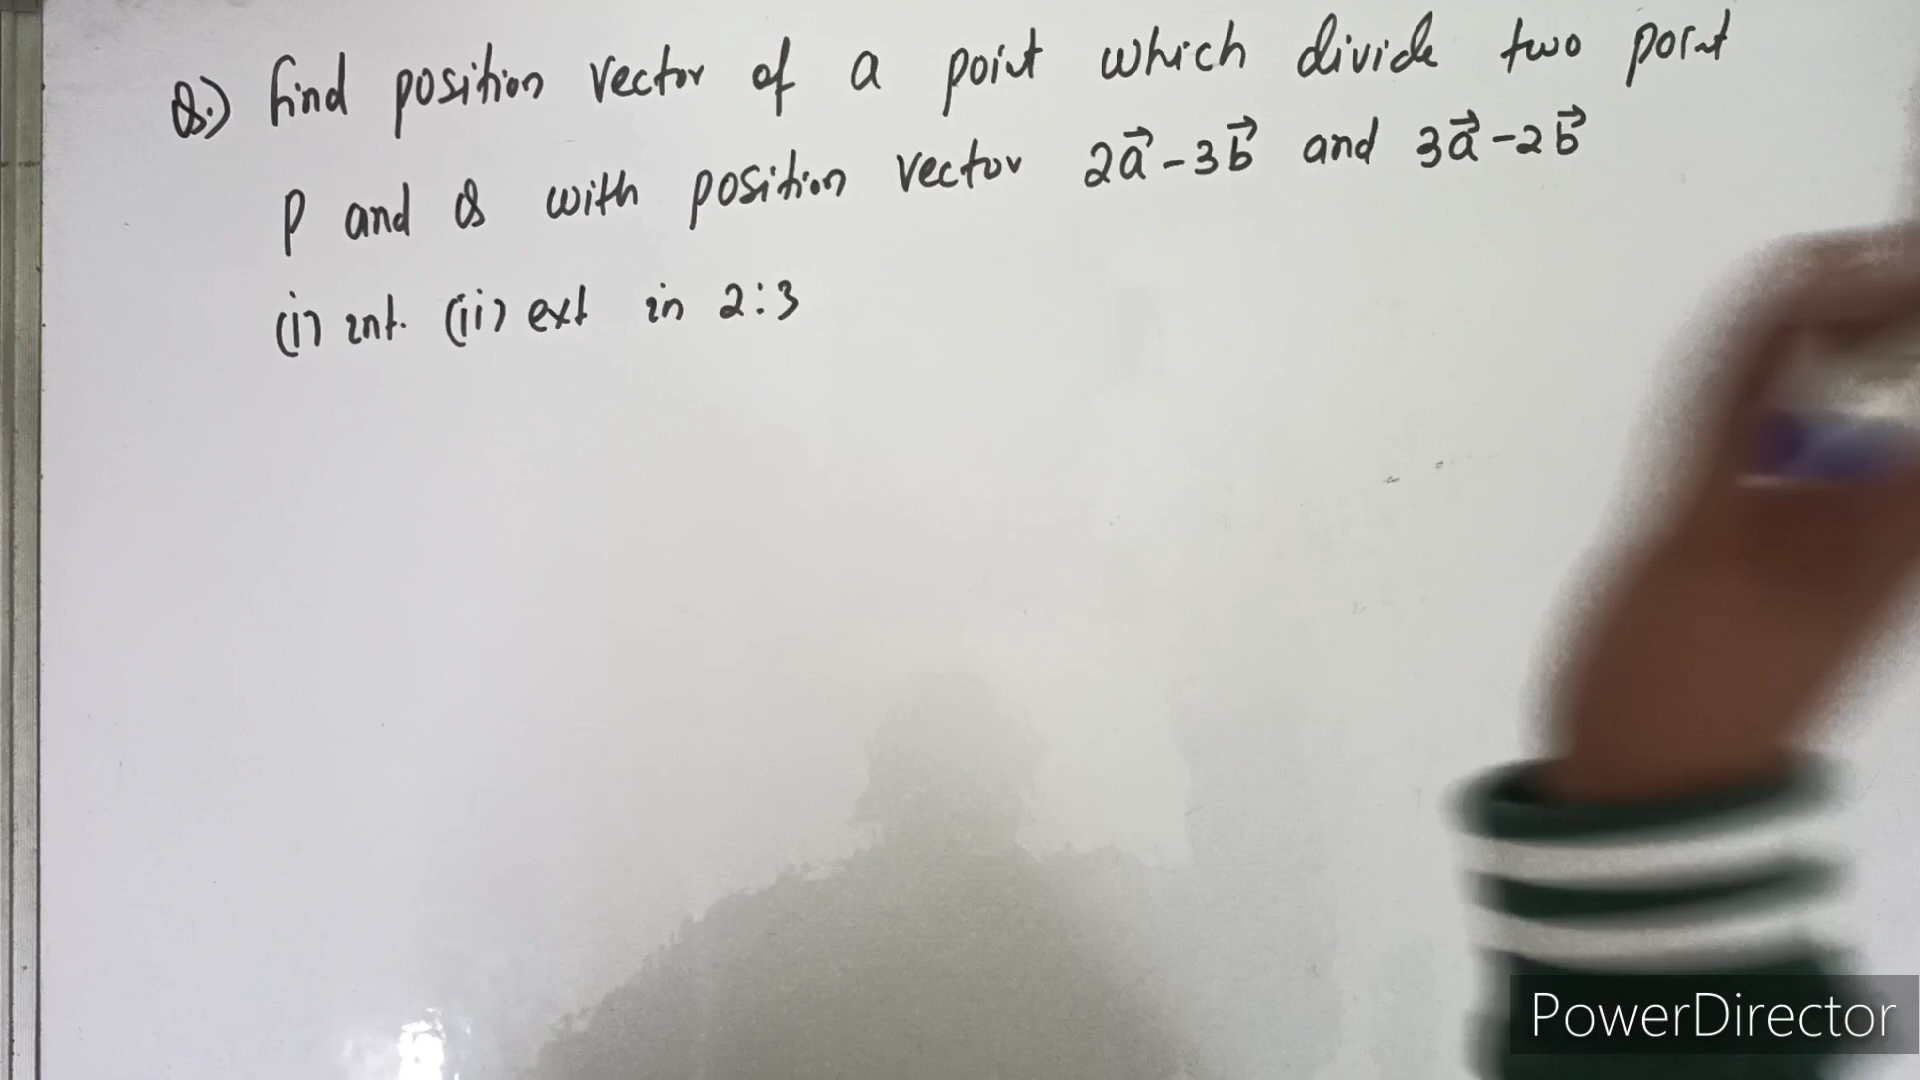 Q.) find position vector of a point which divide two point
P and Q with position vector 2a⃗ - 3b⃗ and 3a⃗ - 2b⃗
(i) int. (ii) ext in 2:3
PowerDirector